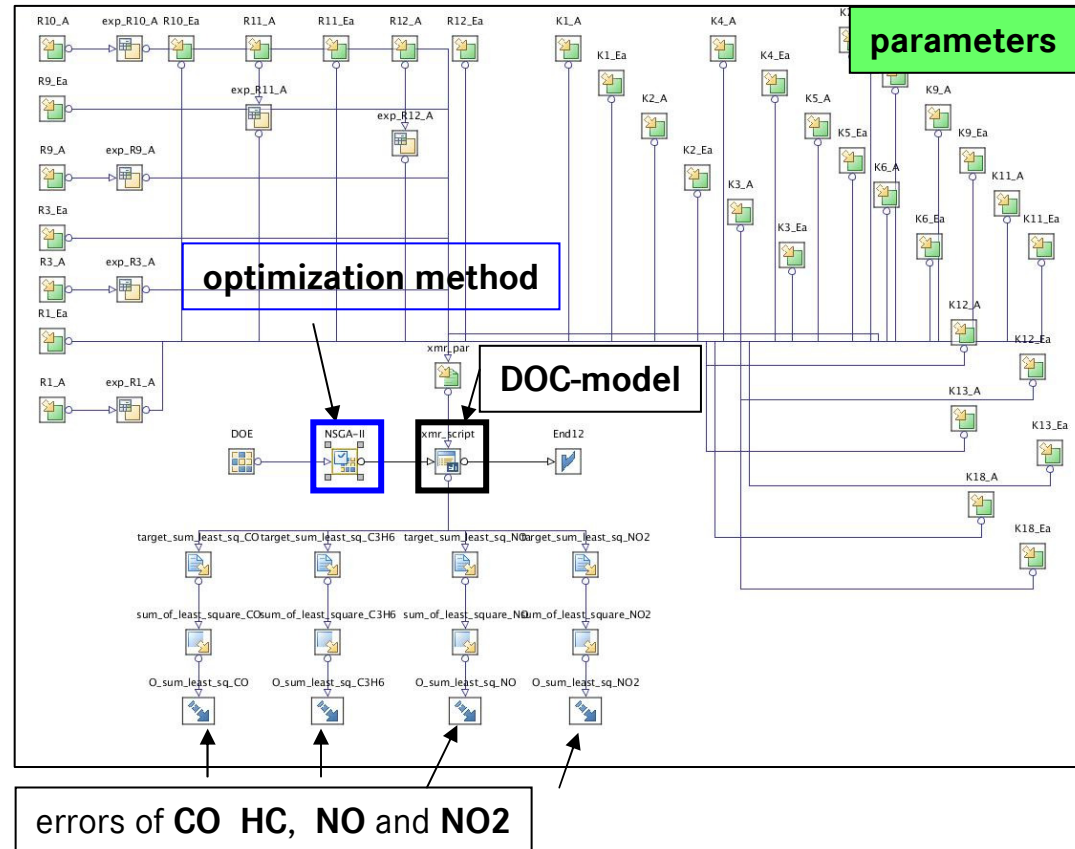 R10_A exp_R10_A R10_Ea R11_A R11_Ea R12_A R12_Ea K1_A K4_A
parameters
R9_Ea K1_Ea K4_Ea
exp_R11_A K2_A K5_A K9_A
exp_R12_A
R9_A exp_R9_A K2_Ea K5_Ea K9_Ea
K3_A K6_A K11_A
R3_Ea K3_Ea K6_Ea K11_Ea
R3_A exp_R3_A
optimization method
R1_Ea K12_A
xmr_par K12_Ea
DOC-model
R1_A exp_R1_A K13_A
DOE NSGA-II xmr_script End12 K13_Ea
K18_A
K18_Ea
target_sum_least_sq_CO target_sum_least_sq_C3H6 target_sum_least_sq_NO target_sum_least_sq_NO2
sum_of_least_square_CO sum_of_least_square_C3H6 sum_of_least_square_NO sum_of_least_square_NO2
O_sum_least_sq_CO O_sum_least_sq_C3H6 O_sum_least_sq_NO O_sum_least_sq_NO2
errors of CO HC, NO and NO2